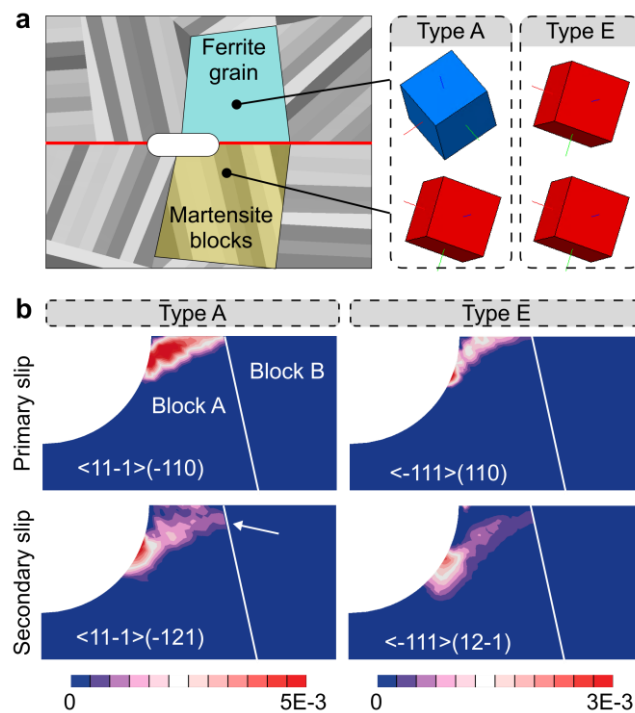 a
Type A
Type E
Ferrite
grain
Martensite
blocks
b
Type A
Type E
Primary slip
Block A
Block B
<11-1>(-110)
<-111>(110)
Secondary slip
<11-1>(-121)
<-111>(12-1)
0
5E-3
0
3E-3